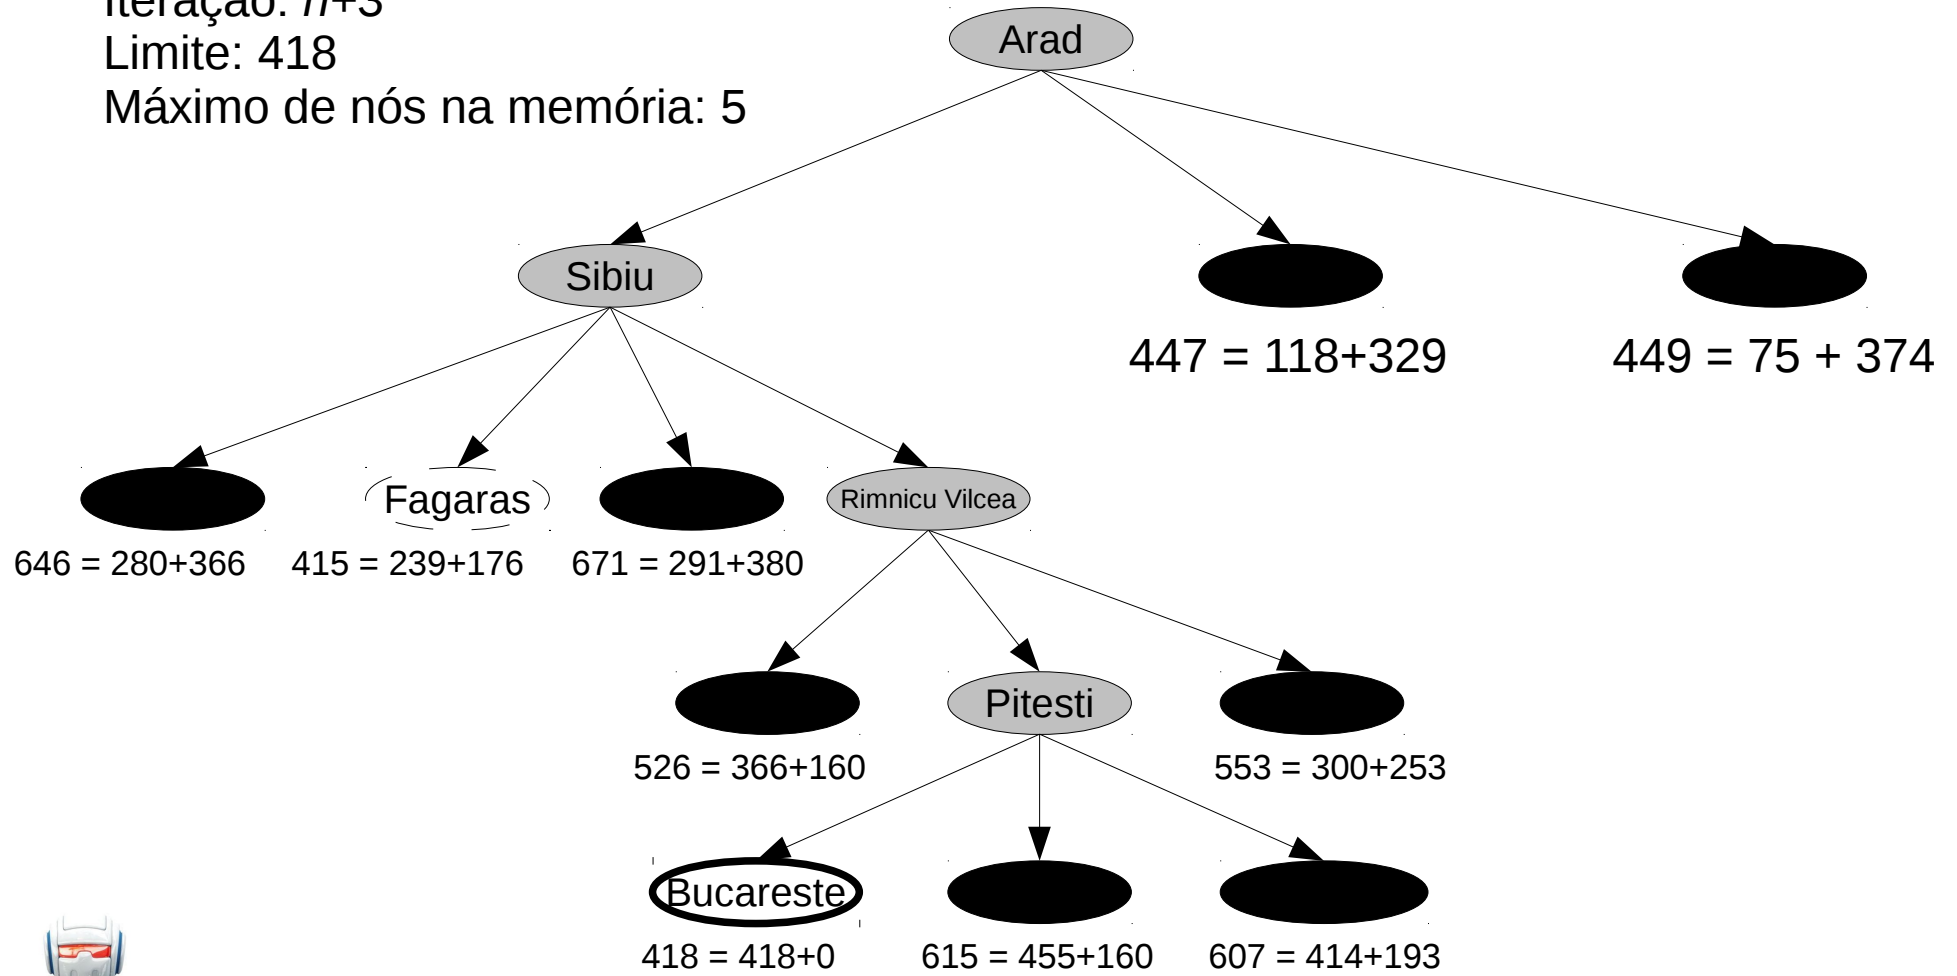 Iteração: n+3
Limite: 418
Máximo de nós na memória: 5
Arad
Sibiu
447 = 118+329
449 = 75 + 374
Fagaras
Rimnicu Vilcea
646 = 280+366
415 = 239+176
671 = 291+380
Pitesti
526 = 366+160
553 = 300+253
Bucareste
418 = 418+0
615 = 455+160
607 = 414+193